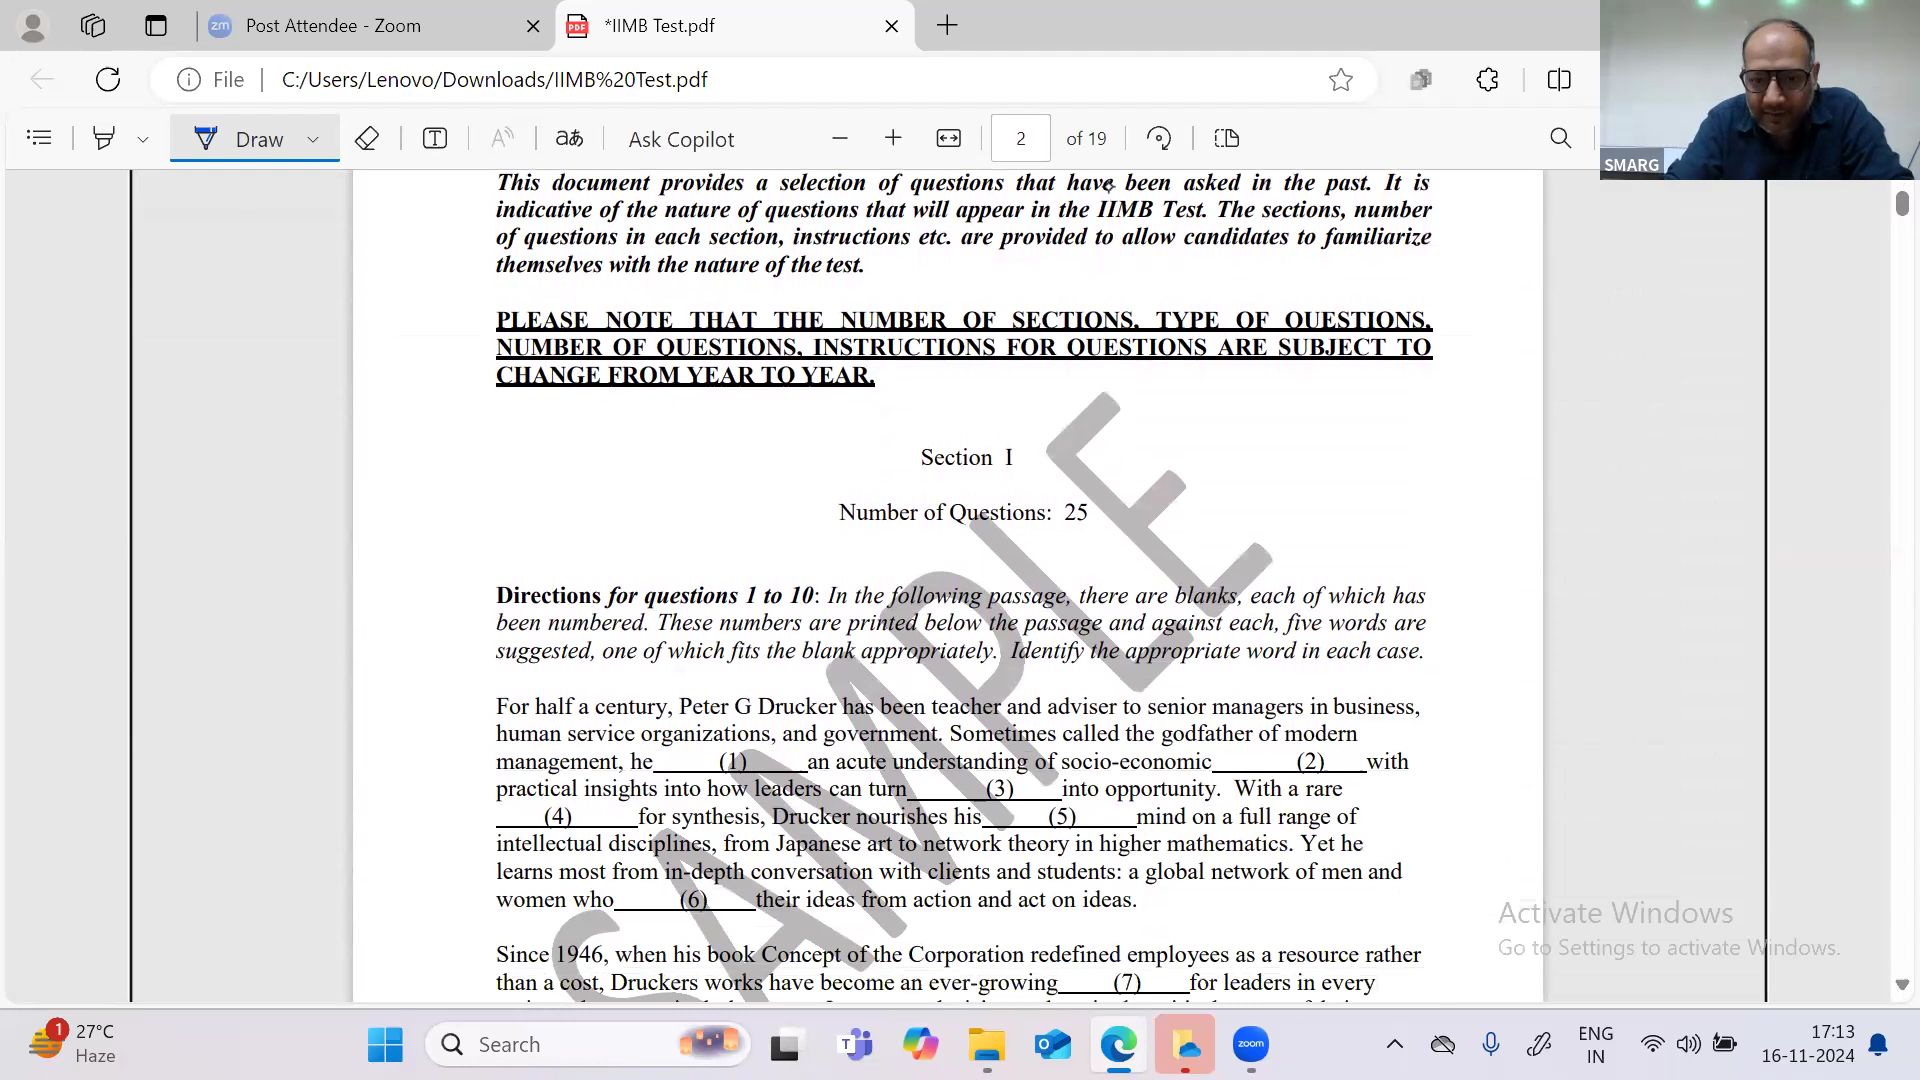 Post Attendee - Zoom
*IIMB Test.pdf
File
C:/Users/Lenovo/Downloads/IIMB%20Test.pdf
Draw
Ask Copilot
2
of 19
SMARG
This document provides a selection of questions that have been asked in the past. It is
indicative of the nature of questions that will appear in the IIMB Test. The sections, number
of questions in each section, instructions etc. are provided to allow candidates to familiarize
themselves with the nature of the test.
PLEASE NOTE THAT THE NUMBER OF SECTIONS, TYPE OF QUESTIONS,
NUMBER OF QUESTIONS, INSTRUCTIONS FOR QUESTIONS ARE SUBJECT TO
CHANGE FROM YEAR TO YEAR.
Section I
Number of Questions: 25
Directions for questions 1 to 10: In the following passage, there are blanks, each of which has
been numbered. These numbers are printed below the passage and against each, five words are
suggested, one of which fits the blank appropriately. Identify the appropriate word in each case.
For half a century, Peter G Drucker has been teacher and adviser to senior managers in business,
human service organizations, and government. Sometimes called the godfather of modern
management, he (1) an acute understanding of socio-economic (2) with
practical insights into how leaders can turn (3) into opportunity. With a rare
(4) for synthesis, Drucker nourishes his (5) mind on a full range of
intellectual disciplines, from Japanese art to network theory in higher mathematics. Yet he
learns most from in-depth conversation with clients and students: a global network of men and
women who (6) their ideas from action and act on ideas.
Since 1946, when his book Concept of the Corporation redefined employees as a resource rather
than a cost, Druckers works have become an ever-growing (7) for leaders in every
SAMPLE
Activate Windows
Go to Settings to activate Windows.
1
27°C
Haze
Search
zoom
ENG
IN
17:13
16-11-2024